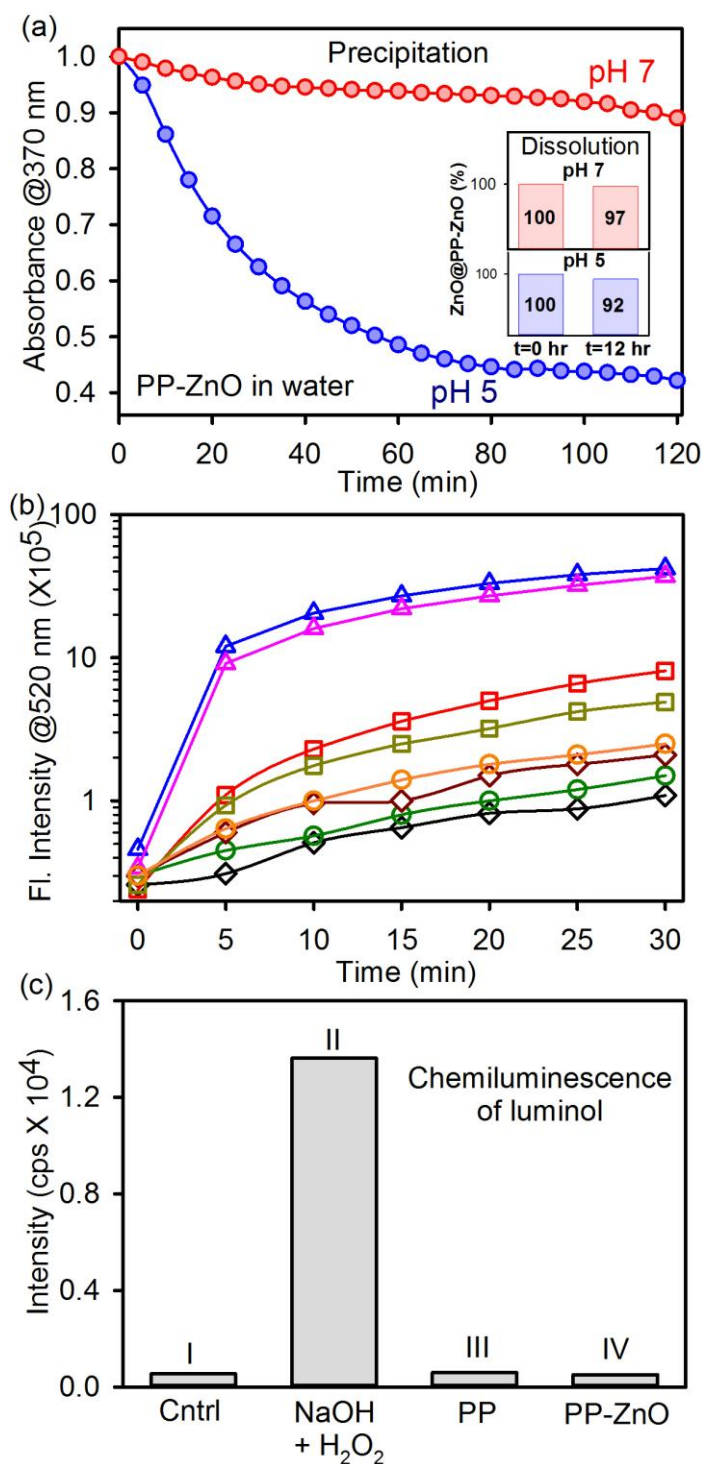 (a)
Precipitation
pH 7
pH 5
PP-ZnO in water
Absorbance @370 nm
1.0
0.9
0.8
0.7
0.6
0.5
0.4
0 20 40 60 80 100 120
Time (min)
Dissolution
pH 7
100
100 97
pH 5
100
100 92
t=0 hr t=12 hr
ZnO@PP-ZnO (%)
(b)
Fl. Intensity @520 nm (X10⁵)
100
10
1
0 5 10 15 20 25 30
Time (min)
(c)
Intensity (cps X 10⁴)
1.6
1.2
0.8
0.4
0.0
Chemiluminescence
of luminol
I
II
III
IV
Cntrl NaOH PP PP-ZnO
+ H₂O₂